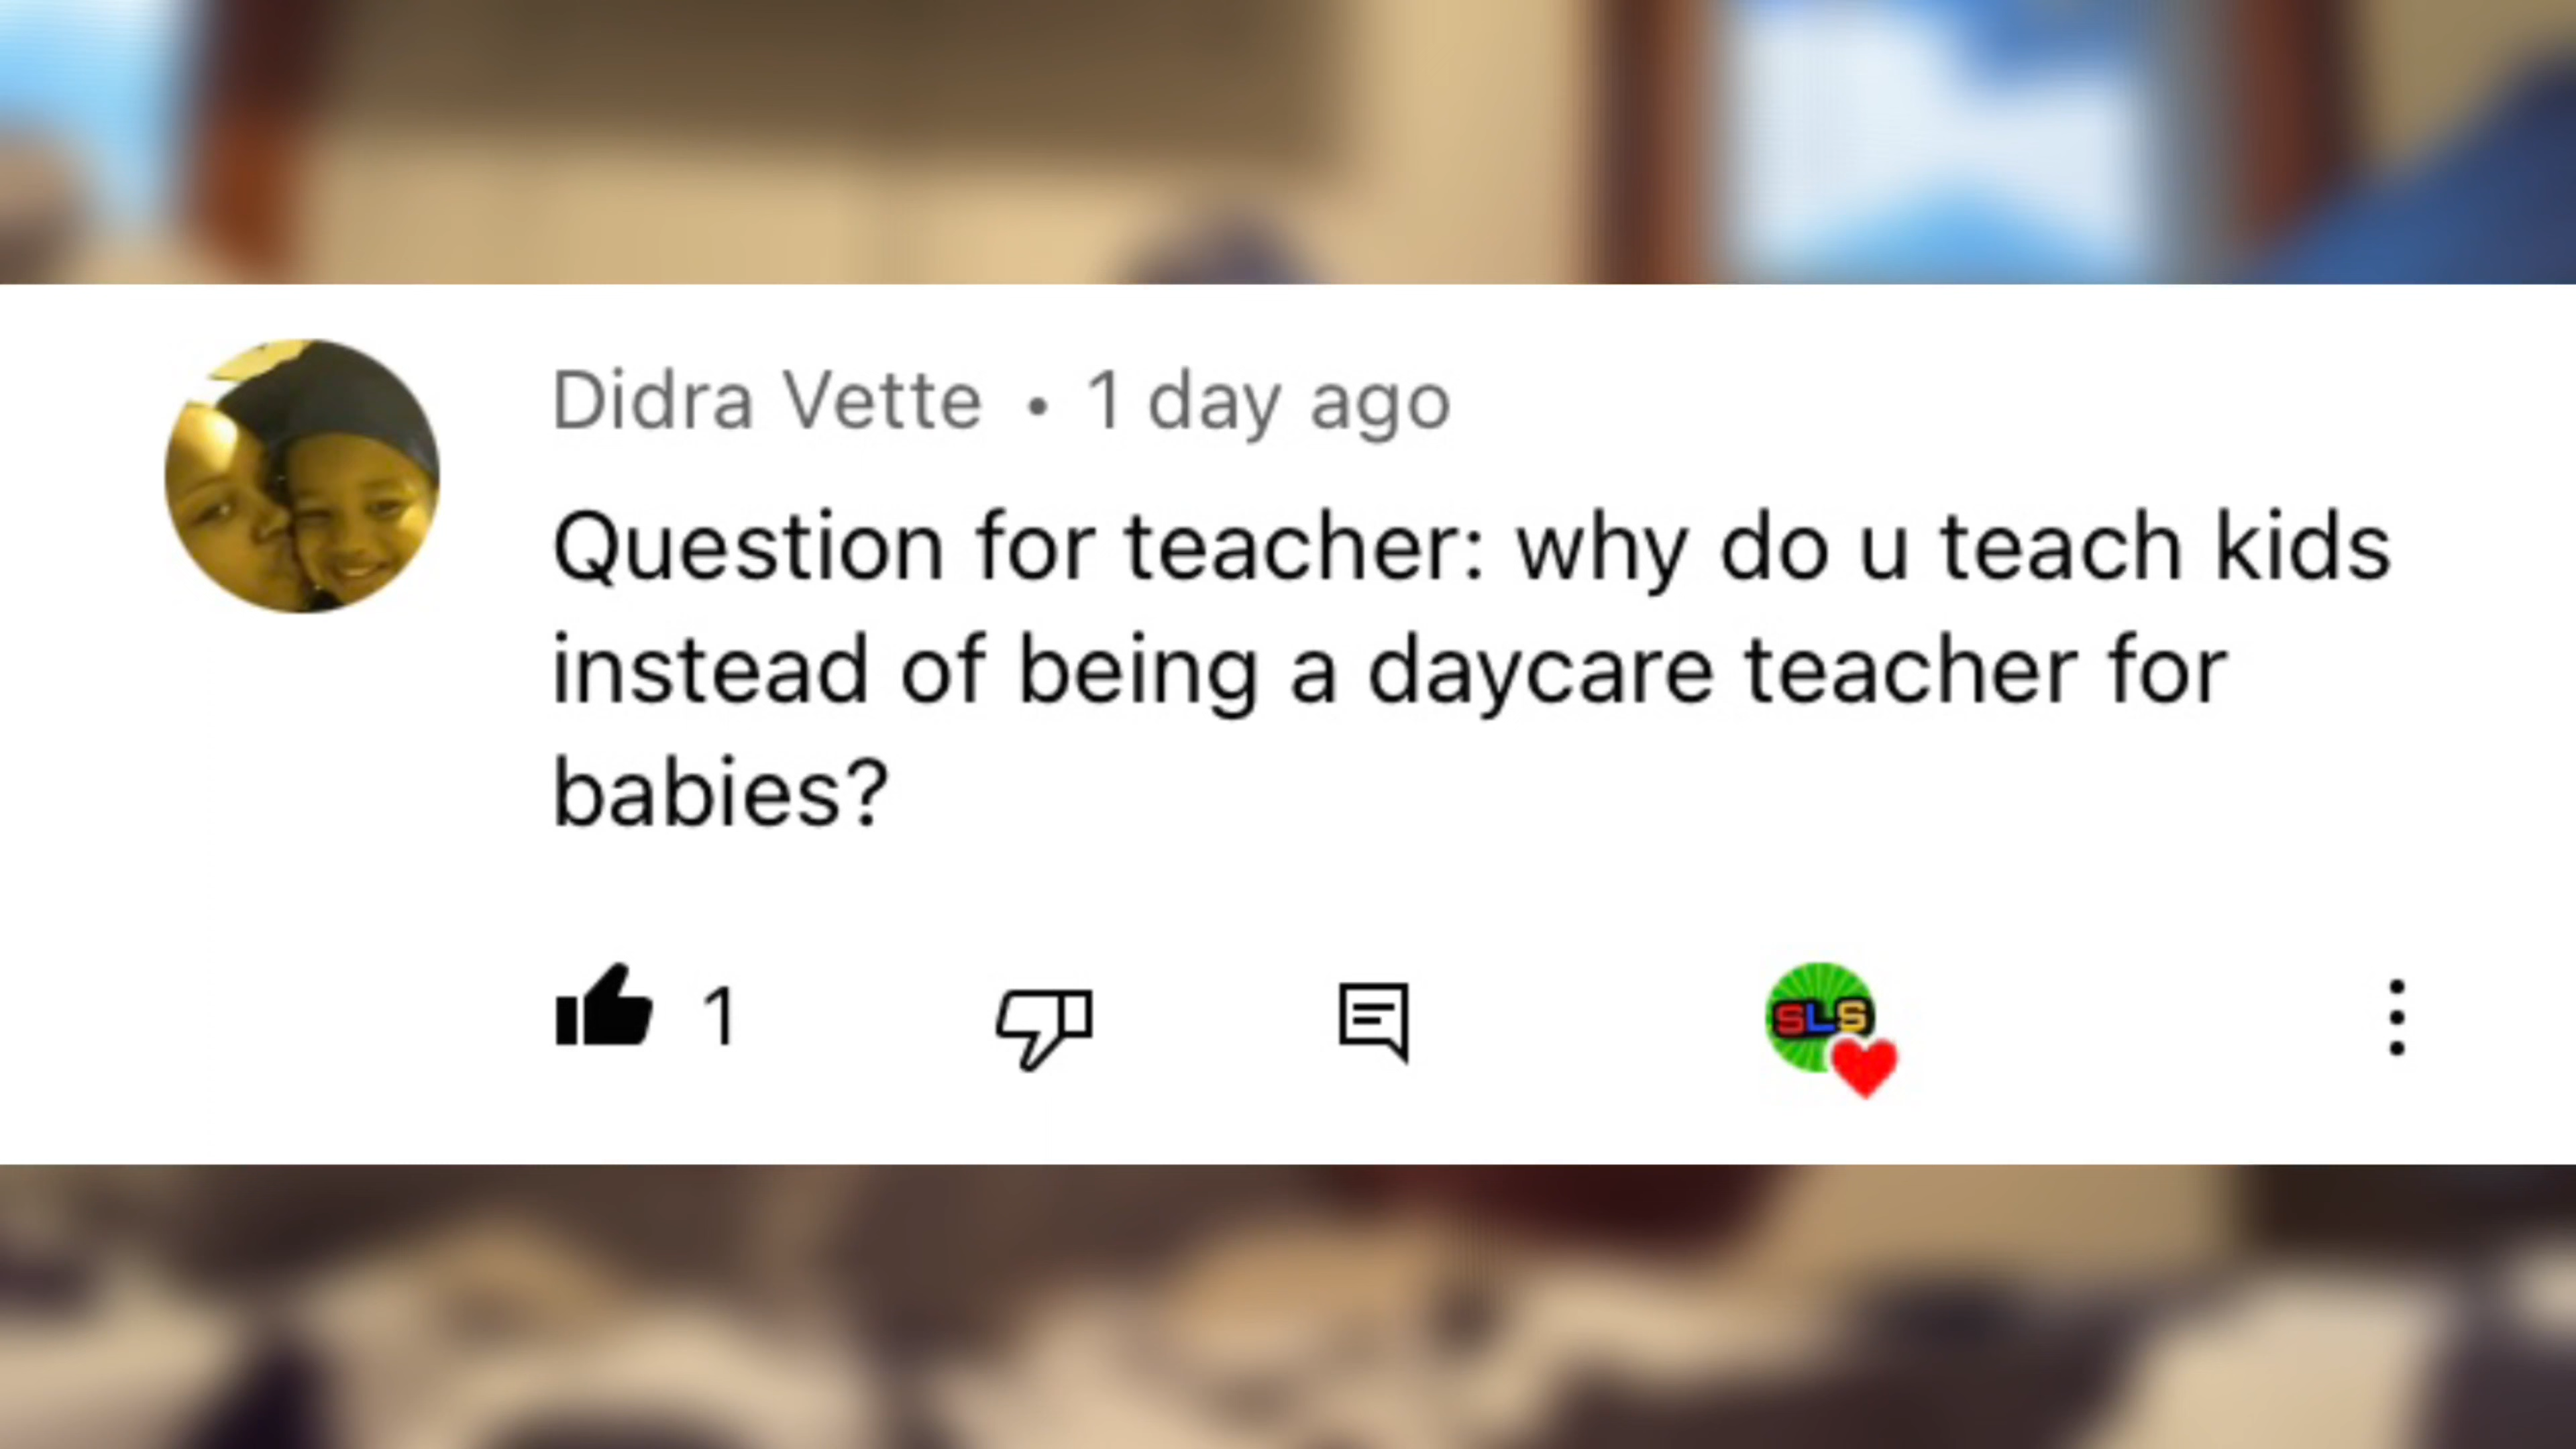 Didra Vette • 1 day ago
Question for teacher: why do u teach kids
instead of being a daycare teacher for
babies?
1
SLS